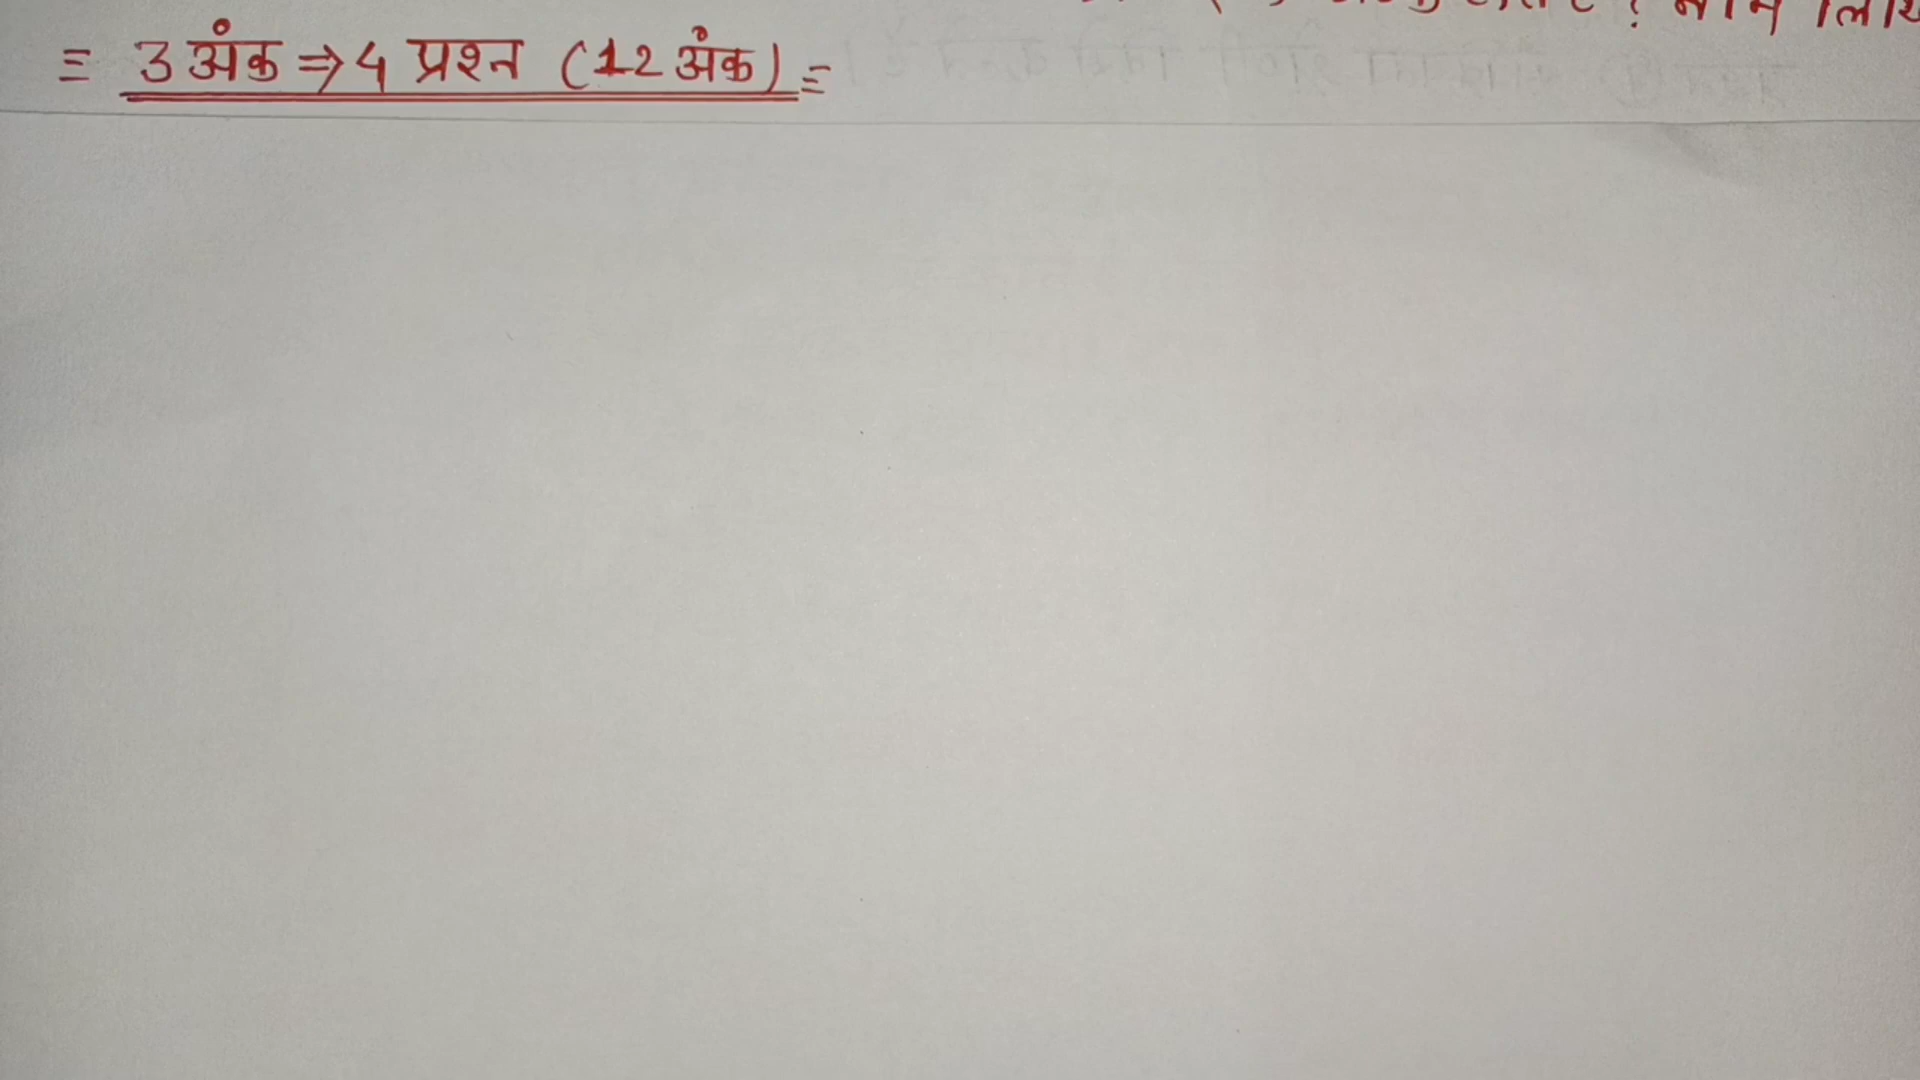 नाम
= 3 अंक ⇒ 4 प्रश्न (12 अंक) =